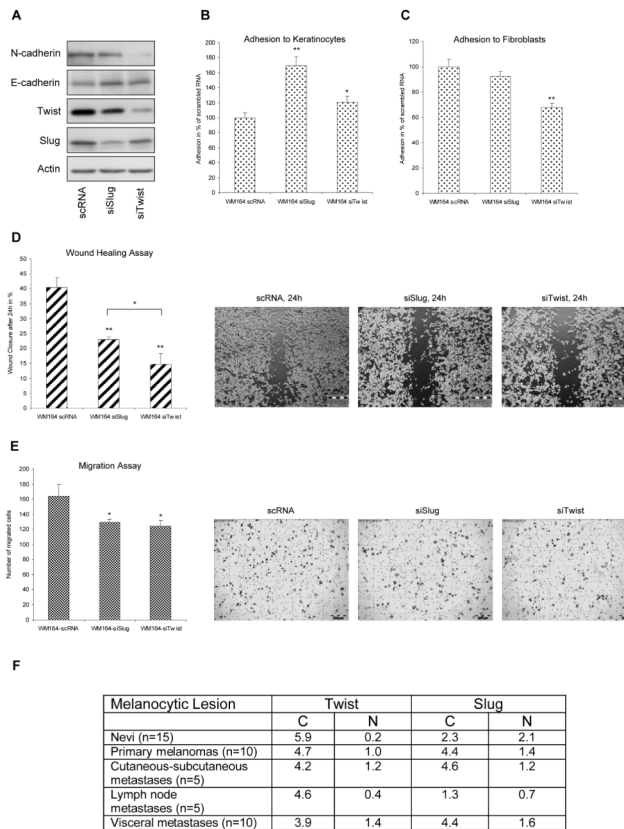 A
N-cadherin
E-cadherin
Twist
Slug
Actin
scRNA
siSlug
siTwist
B
Adhesion to Keratinocytes
Adhesion in % of scrambled RNA
200
180
160
140
120
100
80
60
40
20
0
**
*
WM164 scRNA
WM164 siSlug
WM164 siTwist
C
Adhesion to Fibroblasts
Adhesion in % of scrambled RNA
120
100
80
60
40
20
0
**
WM164 scRNA
WM164 siSlug
WM164 siTwist
D
Wound Healing Assay
Wound Closure after 24h in %
50
45
40
35
30
25
20
15
10
5
0
*
**
**
WM164 scRNA
WM164 siSlug
WM164 siTwist
scRNA, 24h
siSlug, 24h
siTwist, 24h
E
Migration Assay
Number of migrated cells
200
180
160
140
120
100
80
60
40
20
0
*
*
WM164-scRNA
WM164-siSlug
WM164-siTwist
scRNA
siSlug
siTwist
F
Melanocytic Lesion Twist Slug
C N C N
Nevi (n=15) 5.9 0.2 2.3 2.1
Primary melanomas (n=10) 4.7 1.0 4.4 1.4
Cutaneous-subcutaneous 4.2 1.2 4.6 1.2
metastases (n=5)
Lymph node 4.6 0.4 1.3 0.7
metastases (n=5)
Visceral metastases (n=10) 3.9 1.4 4.4 1.6